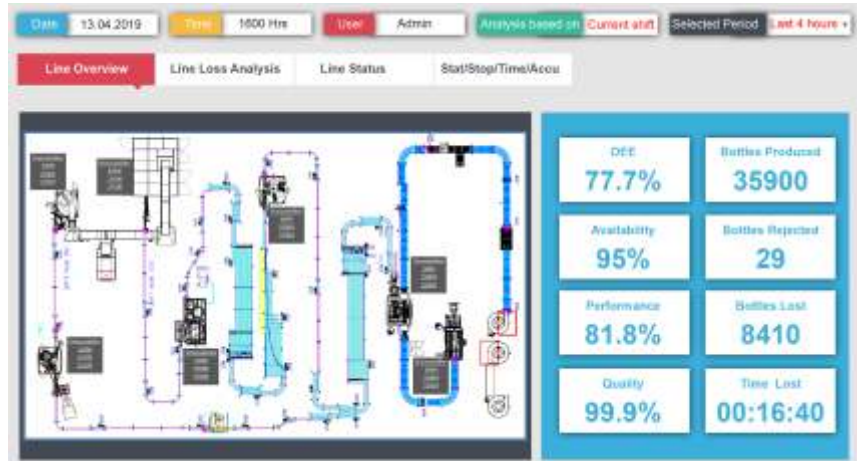 Date 13.04.2019 Time 1600 Hrs User Admin Analysis based on Current shift Selected Period Last 4 hours
Line Overview Line Loss Analysis Line Status Stat/Stop/Time/Accu
OEE Bottles Produced
77.7% 35900
Availability Bottles Rejected
95% 29
Performance Bottles Lost
81.8% 8410
Quality Time Lost
99.9% 00:16:40